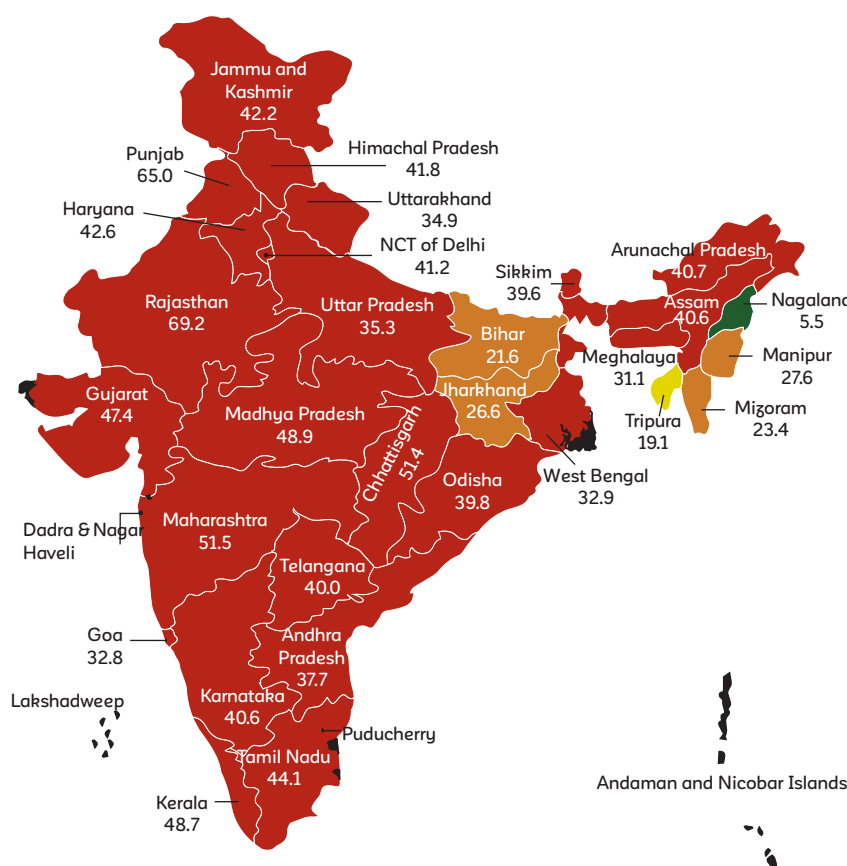 Jammu and
Kashmir
42.2
Himachal Pradesh
41.8
Punjab
65.0
Uttarakhand
34.9
Haryana
42.6
NCT of Delhi
41.2
Arunachal Pradesh
40.7
Sikkim
39.6
Rajasthan
69.2
Uttar Pradesh
35.3
Assam
40.6
Nagaland
5.5
Bihar
21.6
Meghalaya
31.1
Manipur
27.6
Gujarat
47.4
Jharkhand
26.6
Madhya Pradesh
48.9
Mizoram
23.4
Tripura
19.1
Chhattisgarh
51.4
West Bengal
32.9
Odisha
39.8
Maharashtra
51.5
Dadra & Nagar
Haveli
Telangana
40.0
Goa
32.8
Andhra
Pradesh
37.7
Karnataka
40.6
Lakshadweep
Puducherry
Tamil Nadu
44.1
Andaman and Nicobar Islands
Kerala
48.7